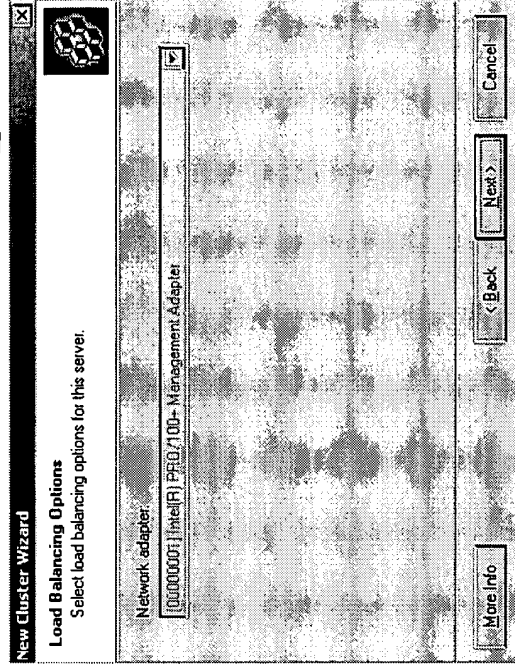 New Cluster Wizard
Load Balancing Options
Select load balancing options for this server.
Network adapter:
[00000001] Intel(R) PRO/100+ Management Adapter
More Info
< Back
Next >
Cancel